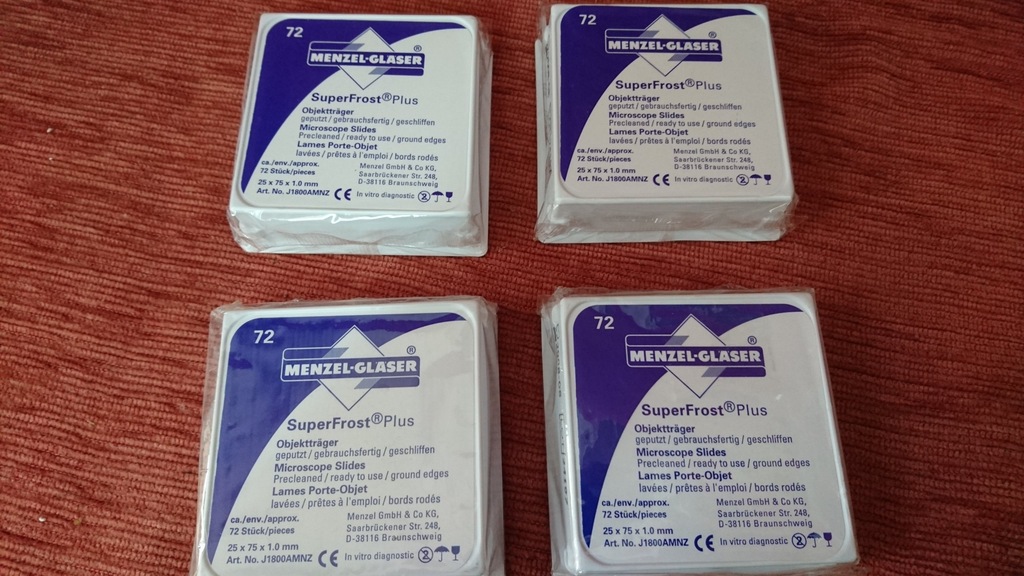 72
MENZEL-GLASER®
SuperFrost®Plus
Objektträger
geputzt / gebrauchsfertig / geschliffen
Microscope Slides
Precleaned / ready to use / ground edges
Lames Porte-Objet
lavées / prêtes à l'emploi / bords rodés
ca./env./approx.
72 Stück/pieces
Menzel GmbH & Co KG,
Saarbrückener Str. 248,
D-38116 Braunschweig
25 x 75 x 1.0 mm
Art. No. J1800AMNZ CE In vitro diagnostic 2
72
MENZEL-GLASER®
SuperFrost®Plus
Objektträger
geputzt / gebrauchsfertig / geschliffen
Microscope Slides
Precleaned / ready to use / ground edges
Lames Porte-Objet
lavées / prêtes à l'emploi / bords rodés
ca./env./approx.
72 Stück/pieces
Menzel GmbH & Co KG,
Saarbrückener Str. 248,
D-38116 Braunschweig
25 x 75 x 1.0 mm
Art. No. J1800AMNZ CE In vitro diagnostic 2
72
MENZEL-GLASER®
SuperFrost®Plus
Objektträger
geputzt / gebrauchsfertig / geschliffen
Microscope Slides
Precleaned / ready to use / ground edges
Lames Porte-Objet
lavées / prêtes à l'emploi / bords rodés
ca./env./approx.
72 Stück/pieces
Menzel GmbH & Co KG,
Saarbrückener Str. 248,
D-38116 Braunschweig
25 x 75 x 1.0 mm
Art. No. J1800AMNZ CE In vitro diagnostic 2
72
MENZEL-GLASER®
SuperFrost®Plus
Objektträger
geputzt / gebrauchsfertig / geschliffen
Microscope Slides
Precleaned / ready to use / ground edges
Lames Porte-Objet
lavées / prêtes à l'emploi / bords rodés
ca./env./approx.
72 Stück/pieces
Menzel GmbH & Co KG,
Saarbrückener Str. 248,
D-38116 Braunschweig
25 x 75 x 1.0 mm
Art. No. J1800AMNZ CE In vitro diagnostic 2